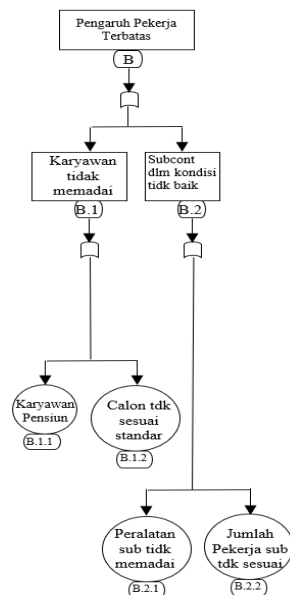 Pengaruh Pekerja
Terbatas
B
Karyawan
tidak
memadai
B.1
Subcont
dlm kondisi
tidk baik
B.2
Karyawan
Pensiun
B.1.1
Calon tdk
sesuai
standar
B.1.2
Peralatan
sub tidak
memadai
B.2.1
Jumlah
Pekerja sub
tdk sesuai
B.2.2